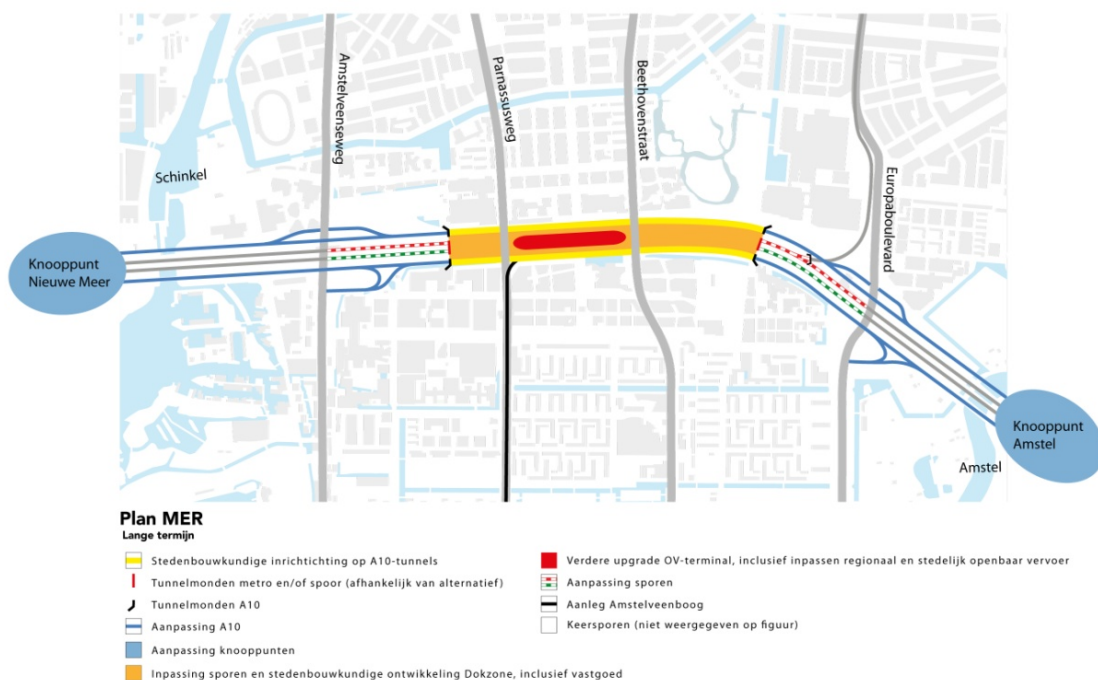 Amstelveenseweg
Parnassusweg
Beethovenstraat
Europaboulevard
Schinkel
Knooppunt
Nieuwe Meer
Knooppunt
Amstel
Amstel
Plan MER
Lange termijn
Stedenbouwkundige inrichtichting op A10-tunnels
Tunnelmonden metro en/of spoor (afhankelijk van alternatief)
Tunnelmonden A10
Aanpassing A10
Aanpassing knooppunten
Inpassing sporen en stedenbouwkundige ontwikkeling Dokzone, inclusief vastgoed
Verdere upgrade OV-terminal, inclusief inpassen regionaal en stedelijk openbaar vervoer
Aanpassing sporen
Aanleg Amstelveenboog
Keersporen (niet weergegeven op figuur)